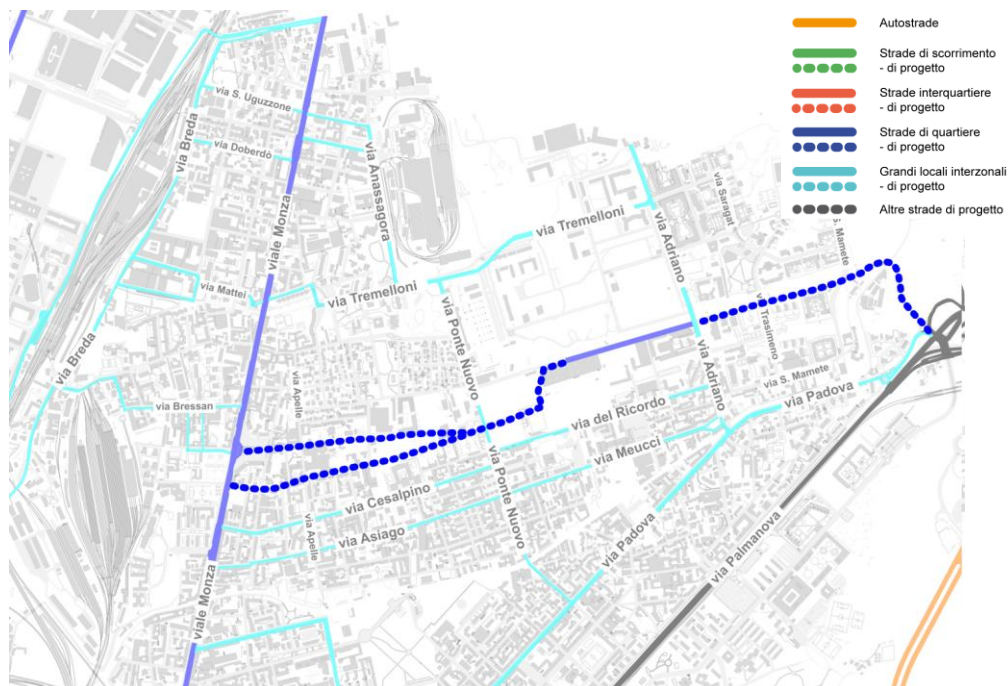 Autostrade
Strade di scorrimento
- di progetto
Strade interquartiere
- di progetto
Strade di quartiere
- di progetto
Grandi locali interzonali
- di progetto
Altre strade di progetto
via S. Uguzzone
via Breda
via Doberdò
via Anassagora
via Saragat
viale Monza
via Tremelloni
via Adriano
S. Mamete
via Mattei
via Tremelloni
via Ponte Nuovo
via Trasimeno
via Breda
via Adriano
via S. Mamete
via Apelle
via Bressan
via del Ricordo
via Padova
via Meucci
via Cesalpino
via Ponte Nuovo
via Apelle
via Asiago
via Padova
via Palmanova
viale Monza